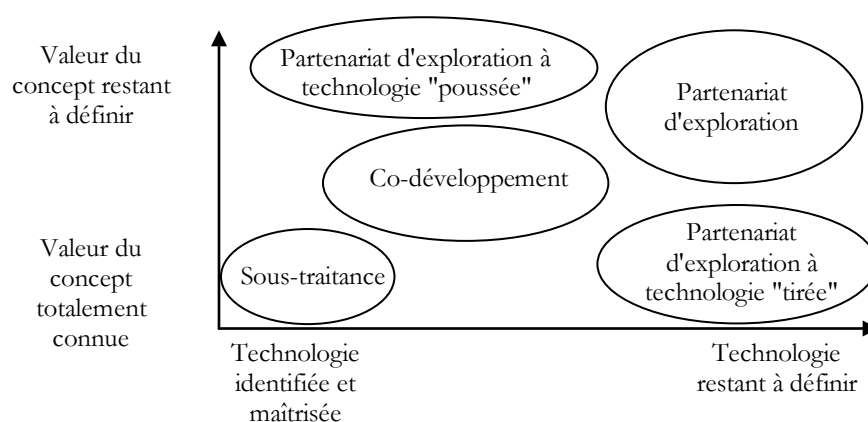 Valeur du
concept restant
à définir
Partenariat d'exploration à
technologie "poussée"
Partenariat
d'exploration
Co-développement
Valeur du
concept
totalement
connue
Sous-traitance
Partenariat
d'exploration à
technologie "tirée"
Technologie
identifiée et
maîtrisée
Technologie
restant à définir